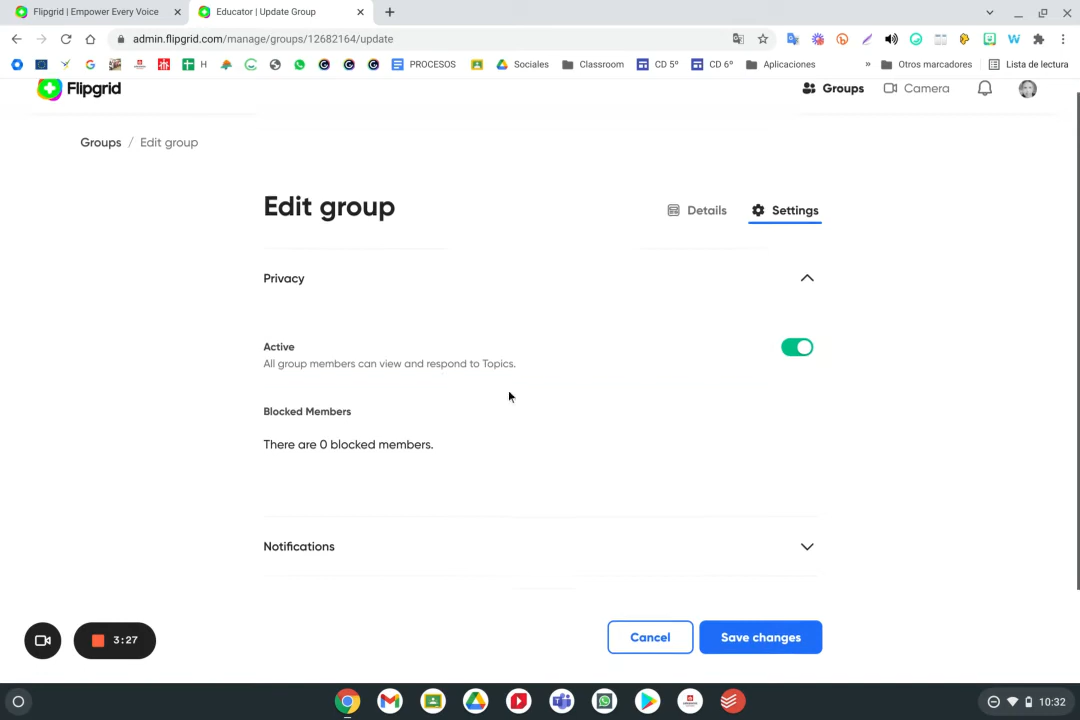 Flipgrid | Empower Every Voice
Educator | Update Group
admin.flipgrid.com/manage/groups/12682164/update
H
PROCESOS
Sociales
Classroom
CD 5º
CD 6º
Aplicaciones
»
Otros marcadores
Lista de lectura
Flipgrid
Groups
Camera
Groups / Edit group
Edit group
Details
Settings
Privacy
Active
All group members can view and respond to Topics.
Blocked Members
There are 0 blocked members.
Notifications
3:27
Cancel
Save changes
10:32